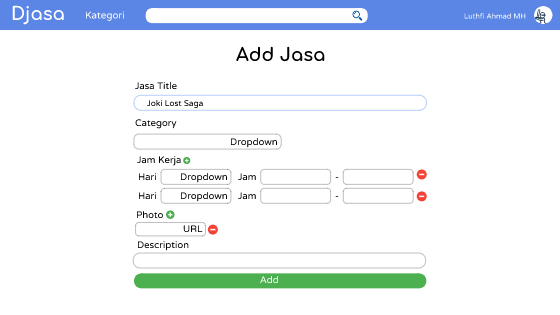 Djasa Kategori Luthfi Ahmad MH
Add Jasa
Jasa Title
Joki Lost Saga
Category
Dropdown
Jam Kerja
Hari Dropdown Jam -
Hari Dropdown Jam -
Photo
URL
Description
Add